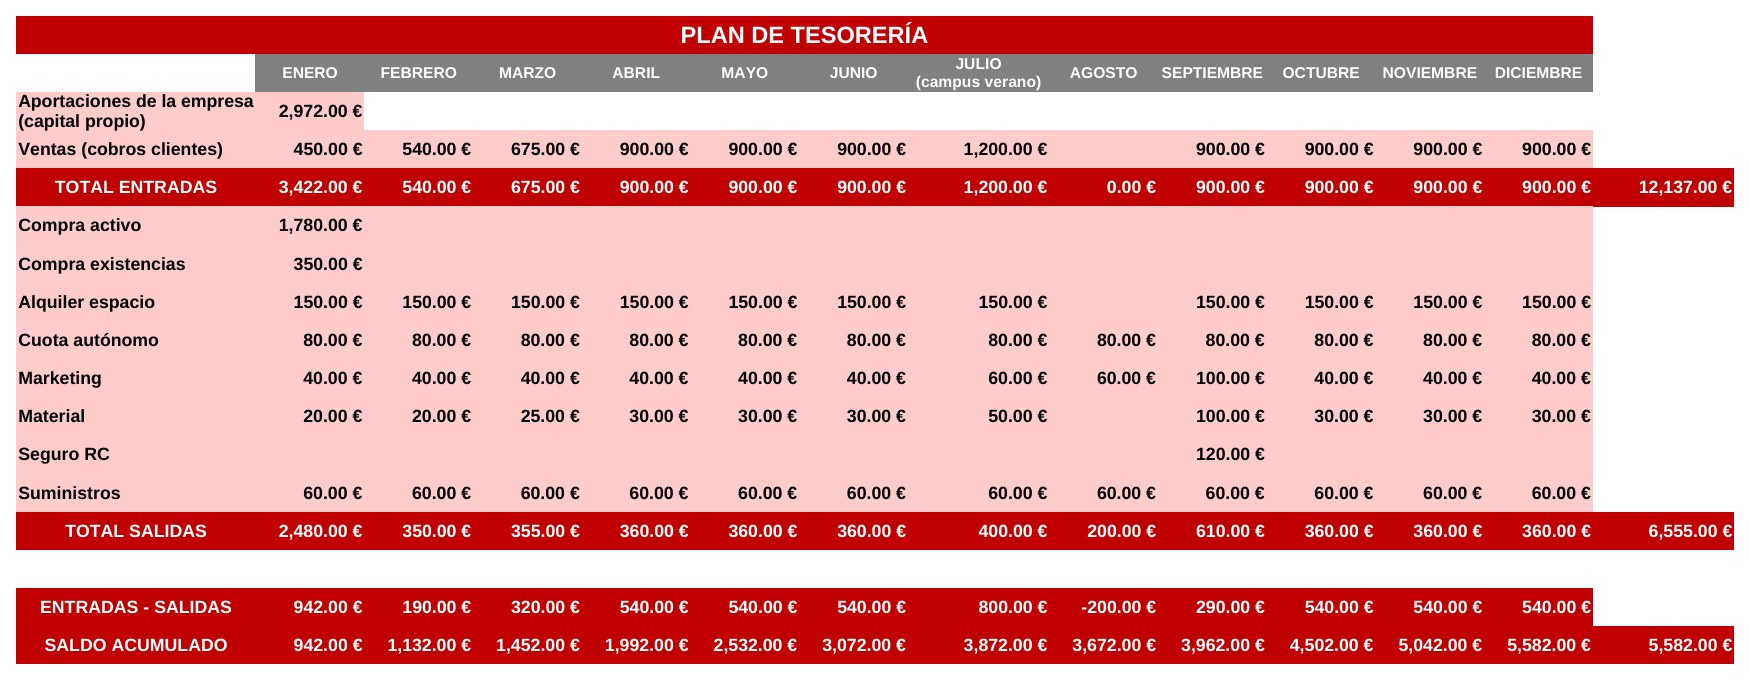 PLAN DE TESORERÍA
ENERO FEBRERO MARZO ABRIL MAYO JUNIO JULIO (campus verano) AGOSTO SEPTIEMBRE OCTUBRE NOVIEMBRE DICIEMBRE
Aportaciones de la empresa
(capital propio) 2,972.00 €
Ventas (cobros clientes) 450.00 € 540.00 € 675.00 € 900.00 € 900.00 € 900.00 € 1,200.00 € 900.00 € 900.00 € 900.00 € 900.00 €
TOTAL ENTRADAS 3,422.00 € 540.00 € 675.00 € 900.00 € 900.00 € 900.00 € 1,200.00 € 0.00 € 900.00 € 900.00 € 900.00 € 900.00 € 12,137.00 €
Compra activo 1,780.00 €
Compra existencias 350.00 €
Alquiler espacio 150.00 € 150.00 € 150.00 € 150.00 € 150.00 € 150.00 € 150.00 € 150.00 € 150.00 € 150.00 € 150.00 €
Cuota autónomo 80.00 € 80.00 € 80.00 € 80.00 € 80.00 € 80.00 € 80.00 € 80.00 € 80.00 € 80.00 € 80.00 € 80.00 €
Marketing 40.00 € 40.00 € 40.00 € 40.00 € 40.00 € 40.00 € 60.00 € 60.00 € 100.00 € 40.00 € 40.00 € 40.00 €
Material 20.00 € 20.00 € 25.00 € 30.00 € 30.00 € 30.00 € 50.00 € 100.00 € 30.00 € 30.00 € 30.00 €
Seguro RC 120.00 €
Suministros 60.00 € 60.00 € 60.00 € 60.00 € 60.00 € 60.00 € 60.00 € 60.00 € 60.00 € 60.00 € 60.00 € 60.00 €
TOTAL SALIDAS 2,480.00 € 350.00 € 355.00 € 360.00 € 360.00 € 360.00 € 400.00 € 200.00 € 610.00 € 360.00 € 360.00 € 360.00 € 6,555.00 €
ENTRADAS - SALIDAS 942.00 € 190.00 € 320.00 € 540.00 € 540.00 € 540.00 € 800.00 € -200.00 € 290.00 € 540.00 € 540.00 € 540.00 €
SALDO ACUMULADO 942.00 € 1,132.00 € 1,452.00 € 1,992.00 € 2,532.00 € 3,072.00 € 3,872.00 € 3,672.00 € 3,962.00 € 4,502.00 € 5,042.00 € 5,582.00 € 5,582.00 €